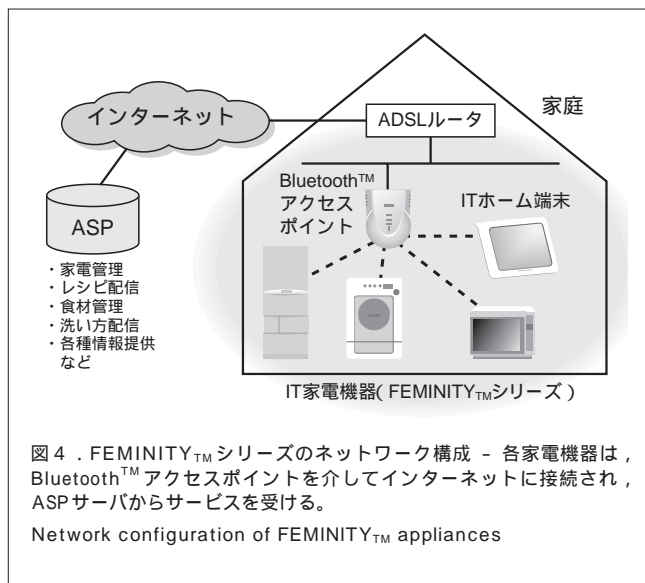 インターネット
ADSLルータ
家庭
Bluetooth™
アクセス
ポイント
ITホーム端末
ASP
・家電管理
・レシピ配信
・食材管理
・洗い方配信
・各種情報提供
など
IT家電機器(FEMINITY™シリーズ)
図4．FEMINITY™シリーズのネットワーク構成 － 各家電機器は，
Bluetooth™アクセスポイントを介してインターネットに接続され，
ASPサーバからサービスを受ける。
Network configuration of FEMINITY™ appliances